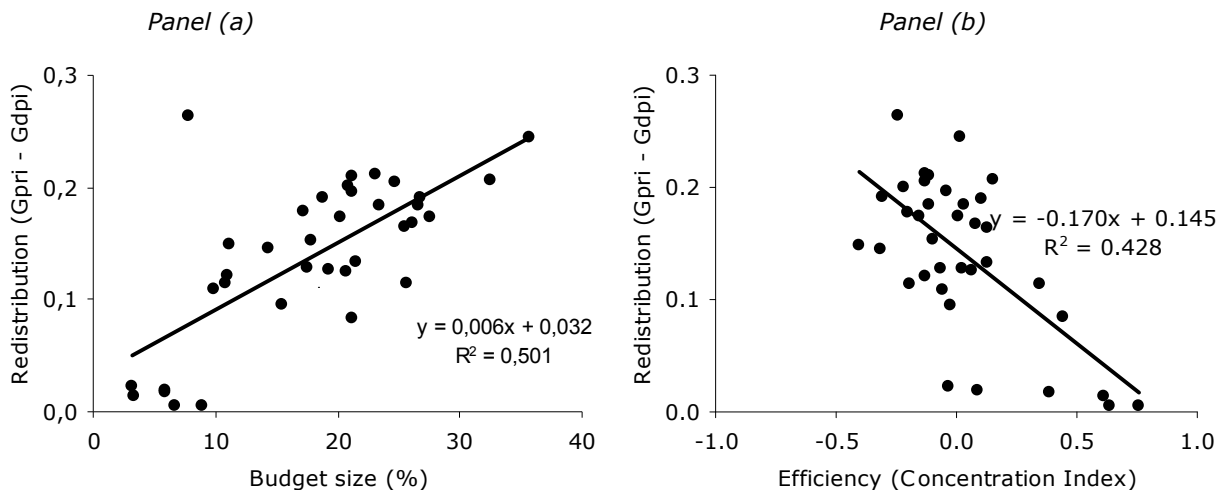 Panel (a)
Redistribution (Gpri - Gdpi)
0,3
0,2
0,1
0,0
0
10
20
30
40
Budget size (%)
y = 0,006x + 0,032
R² = 0,501
Panel (b)
Redistribution (Gpri - Gdpi)
0.3
0.2
0.1
0.0
-1.0
-0.5
0.0
0.5
1.0
Efficiency (Concentration Index)
y = -0.170x + 0.145
R² = 0.428